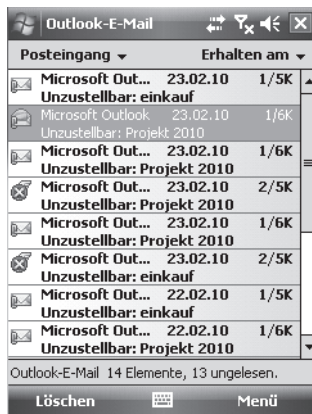 Outlook-E-Mail
Posteingang Erhalten am
Microsoft Out... 23.02.10 1/5K
Unzustellbar: einkauf
Microsoft Outlook 23.02.10 1/6K
Unzustellbar: Projekt 2010
Microsoft Out... 23.02.10 1/6K
Unzustellbar: Projekt 2010
Microsoft Out... 23.02.10 2/5K
Unzustellbar: Projekt 2010
Microsoft Out... 23.02.10 1/6K
Unzustellbar: Projekt 2010
Microsoft Out... 23.02.10 2/5K
Unzustellbar: einkauf
Microsoft Out... 22.02.10 1/5K
Unzustellbar: einkauf
Microsoft Out... 22.02.10 1/6K
Unzustellbar: Projekt 2010
Outlook-E-Mail 14 Elemente, 13 ungelesen.
Löschen Menü